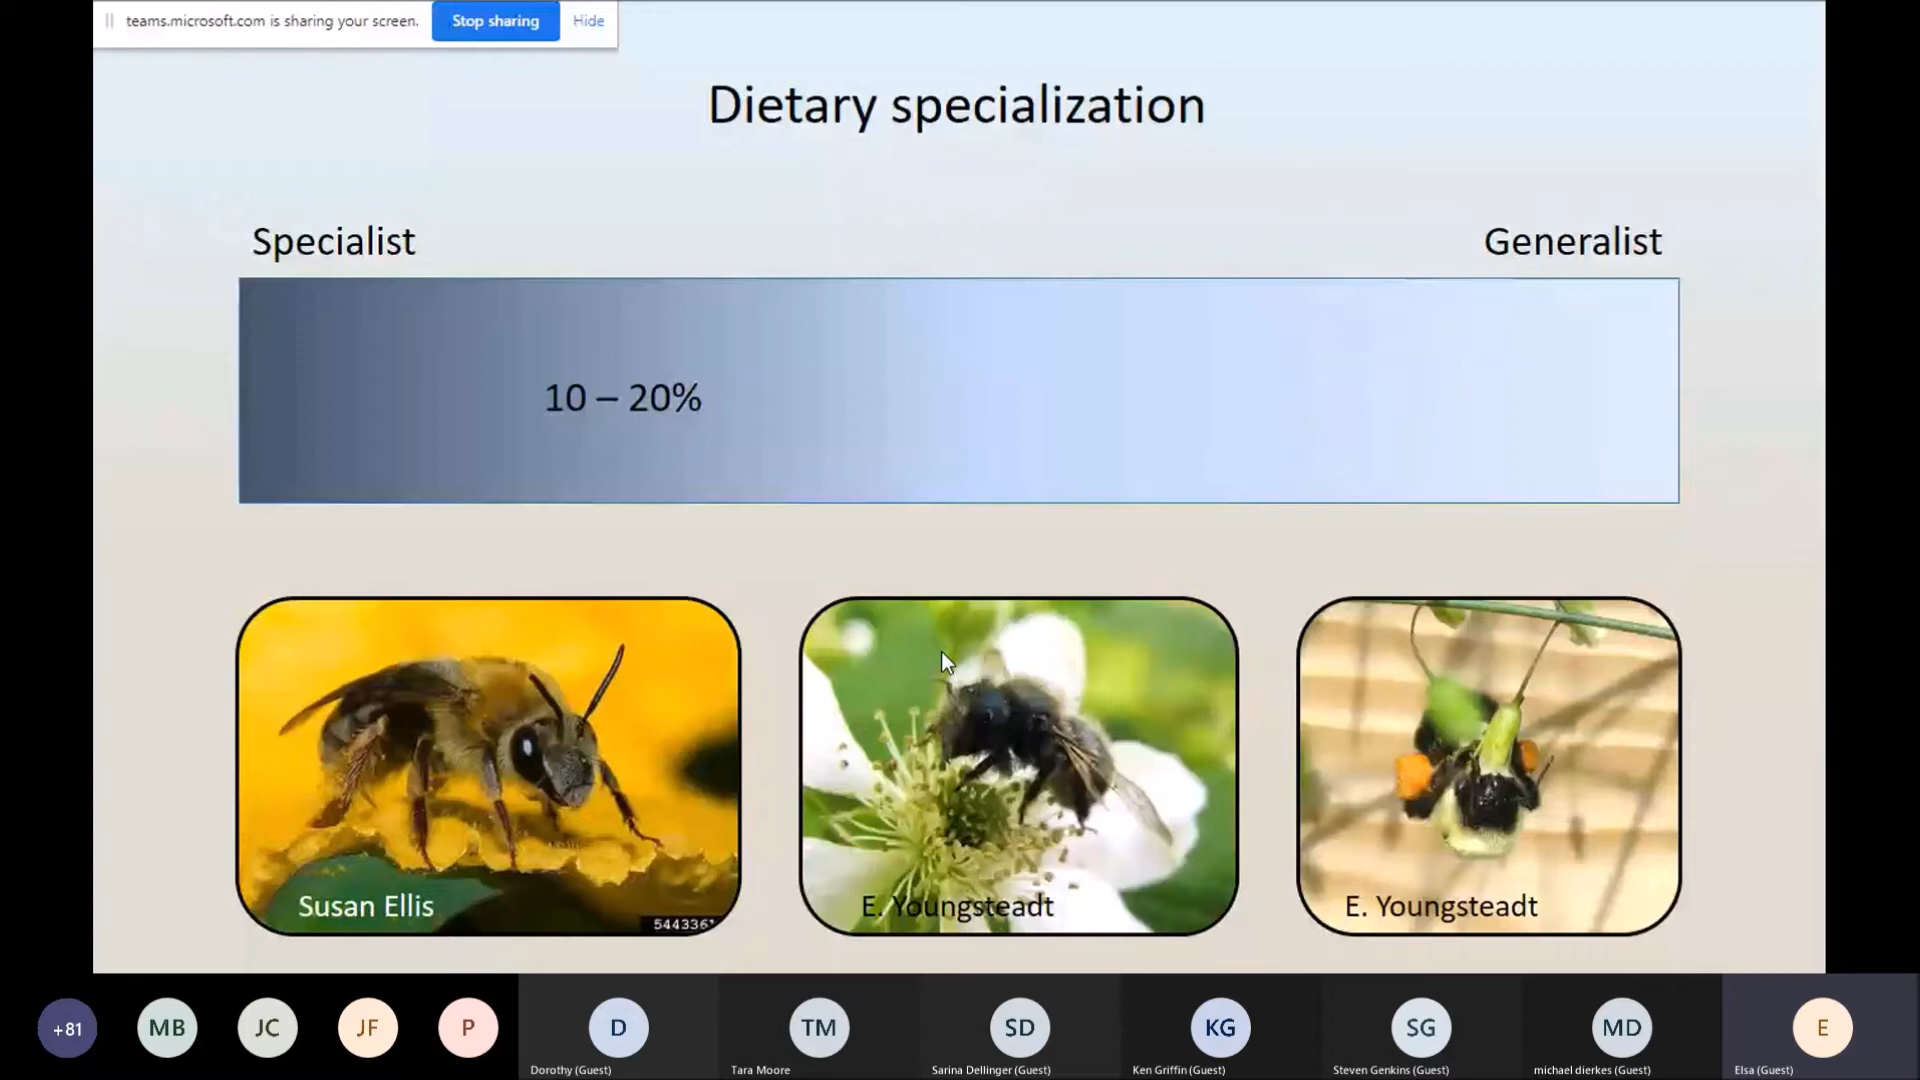 teams.microsoft.com is sharing your screen. Stop sharing Hide
Dietary specialization
Specialist Generalist
10 – 20%
Susan Ellis E. Youngsteadt E. Youngsteadt
544336
+81 MB JC JF P D TM SD KG SG MD E
Dorothy (Guest) Tara Moore Sarina Dellinger (Guest) Ken Griffin (Guest) Steven Genkins (Guest) michael dierkes (Guest) Elsa (Guest)